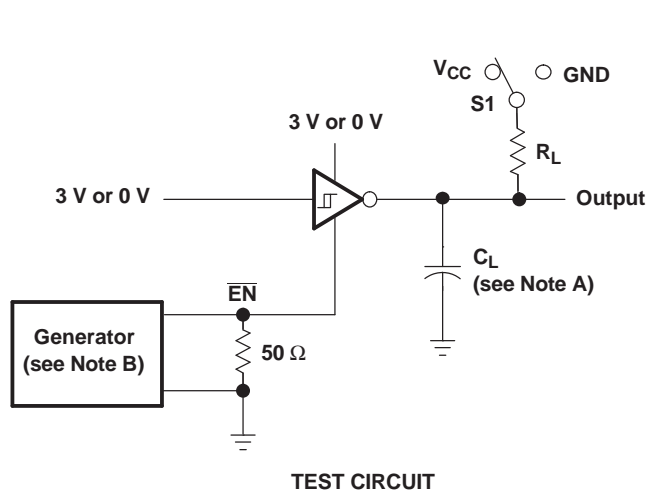 VCC
GND
S1
3 V or 0 V
RL
3 V or 0 V
Output
CL
(see Note A)
EN
Generator
(see Note B)
50 Ω
TEST CIRCUIT